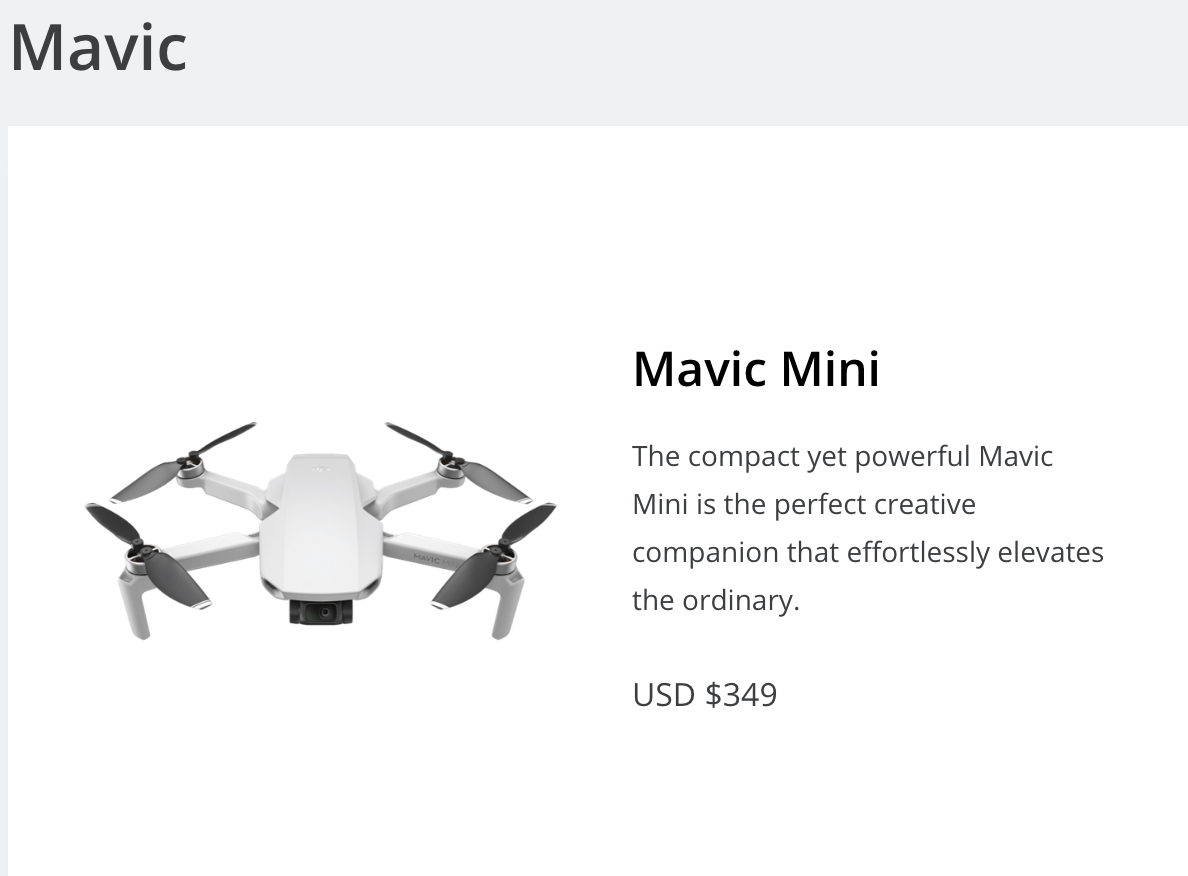 Mavic
Mavic Mini
The compact yet powerful Mavic
Mini is the perfect creative
companion that effortlessly elevates
the ordinary.
USD $349
MAVIC